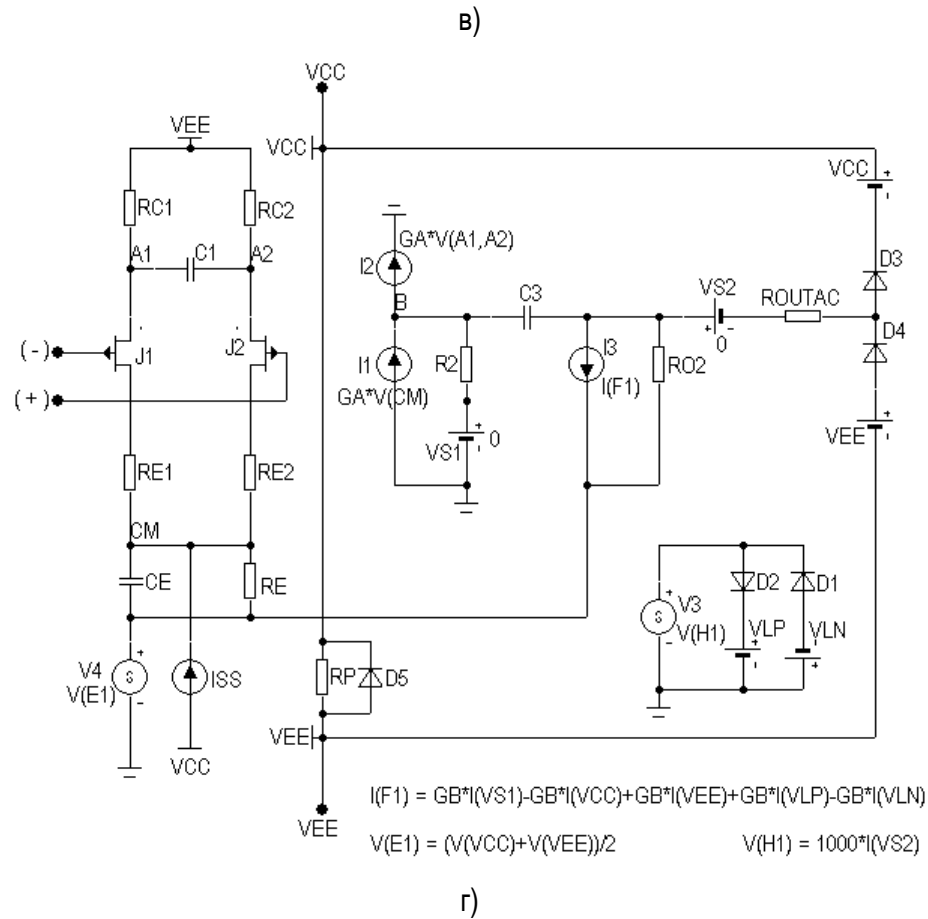 в)
VCC
VEE
VCC
VCC
RC1
RC2
GA*V(A1,A2)
A1
C1
A2
I2
D3
B
C3
VS2
ROUTAC
(-)
J1
J2
I1
R2
I3
D4
(+)
GA*V(CM)
I(F1)
RO2
0
VEE
VS1
0
RE1
RE2
CM
CE
RE
V3
D2
D1
V(H1)
VLP
VLN
V4
V(E1)
ISS
RP
D5
VCC
VEE
VEE
I(F1) = GB*I(VS1)-GB*I(VCC)+GB*I(VEE)+GB*I(VLP)-GB*I(VLN)
V(E1) = (V(VCC)+V(VEE))/2
V(H1) = 1000*I(VS2)
г)